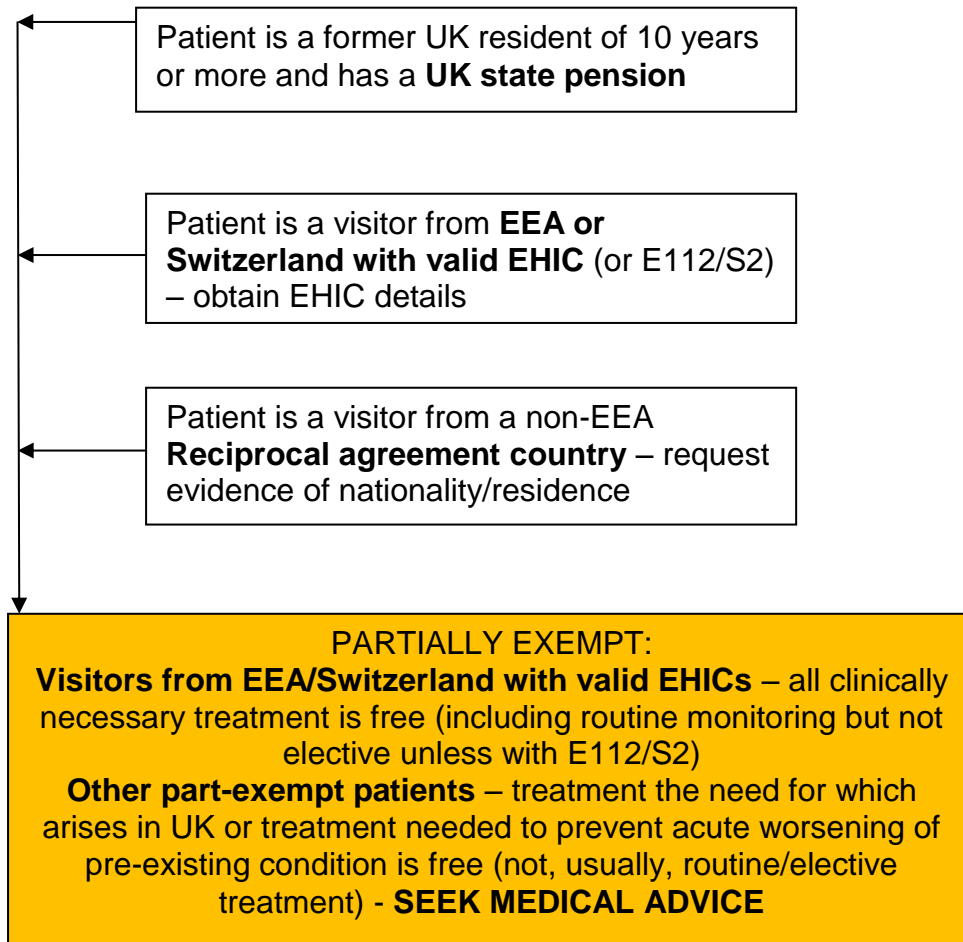 Patient is a former UK resident of 10 years
or more and has a UK state pension
Patient is a visitor from EEA or
Switzerland with valid EHIC (or E112/S2)
– obtain EHIC details
Patient is a visitor from a non-EEA
Reciprocal agreement country – request
evidence of nationality/residence
PARTIALLY EXEMPT:
Visitors from EEA/Switzerland with valid EHICs – all clinically
necessary treatment is free (including routine monitoring but not
elective unless with E112/S2)
Other part-exempt patients – treatment the need for which
arises in UK or treatment needed to prevent acute worsening of
pre-existing condition is free (not, usually, routine/elective
treatment) - SEEK MEDICAL ADVICE